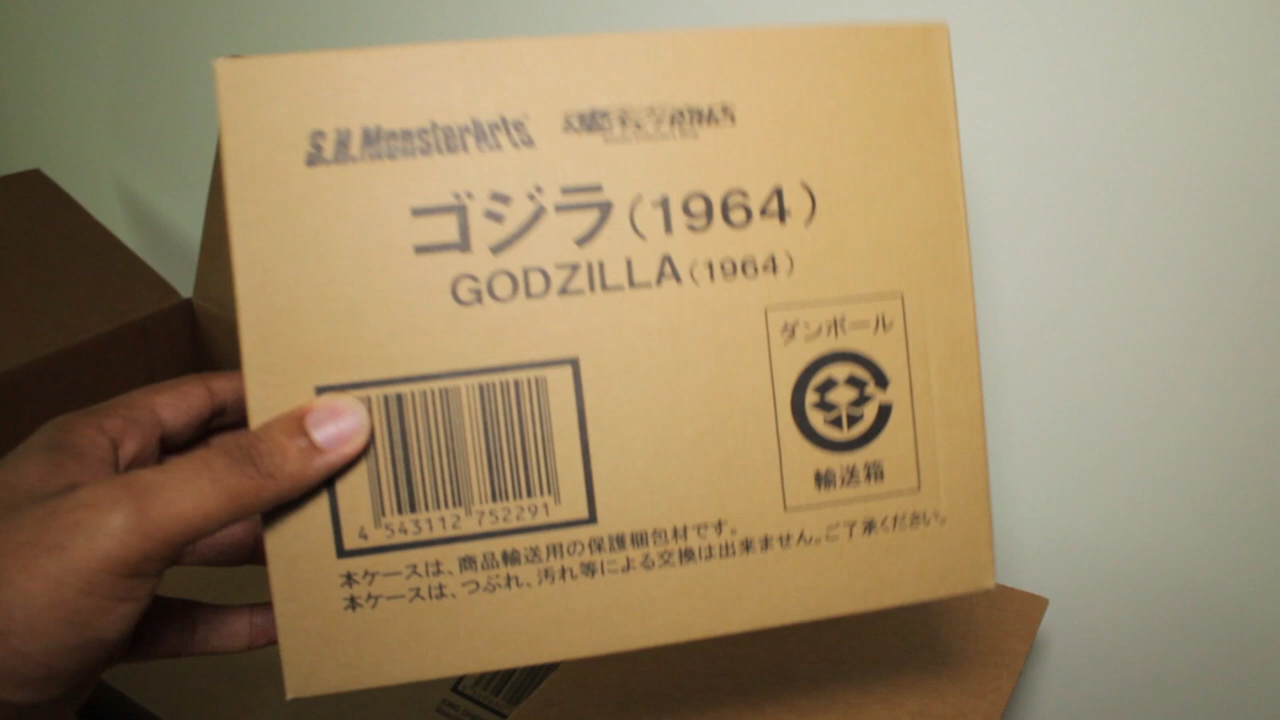 S.H.MonsterArts
ゴジラ(1964)
GODZILLA(1964)
ダンボール
輸送箱
4 543112 752291
本ケースは、商品輸送用の保護梱包材です。
本ケースは、つぶれ、汚れ等による交換は出来ません。ご了承ください。